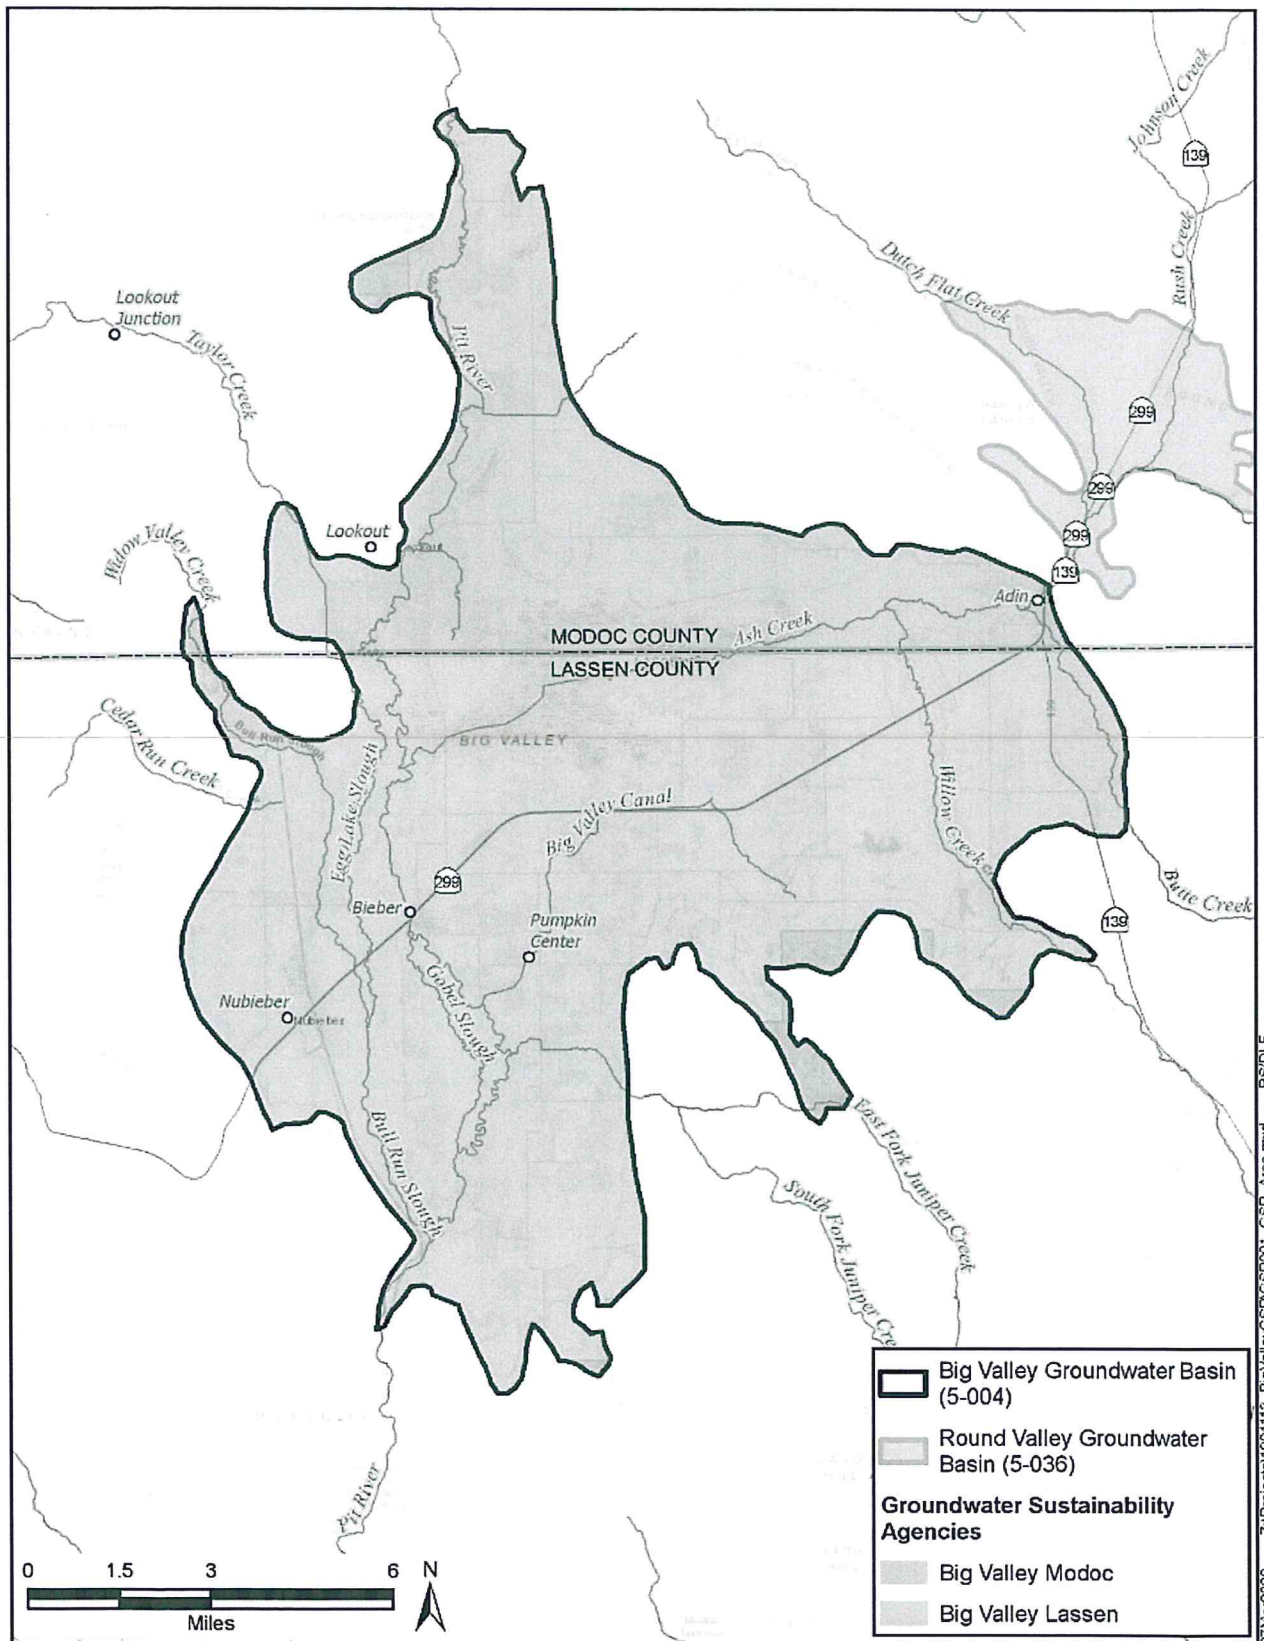 Johnson Creek
139
Rush Creek
Dutch Flat Creek
Lookout
Junction
Taylor Creek
Pit River
299
299
299
139
Lookout
Widow Valley Creek
Adin
MODOC COUNTY
Ash Creek
LASSEN COUNTY
139
Cedar Run Creek
Bull Run Slough
BIG VALLEY
Egg Lake Slough
Big Valley Canal
Willow Creek
299
Bieber
Pumpkin
Center
Butte Creek
139
Gobel Slough
Nubieber
Nubieber
Bull Run Slough
East Fork Juniper Creek
South Fork Juniper Cre
Pit River
Big Valley Groundwater Basin
(5-004)
Round Valley Groundwater
Basin (5-036)
Groundwater Sustainability
Agencies
Big Valley Modoc
Big Valley Lassen
0 1.5 3 6
Miles
N